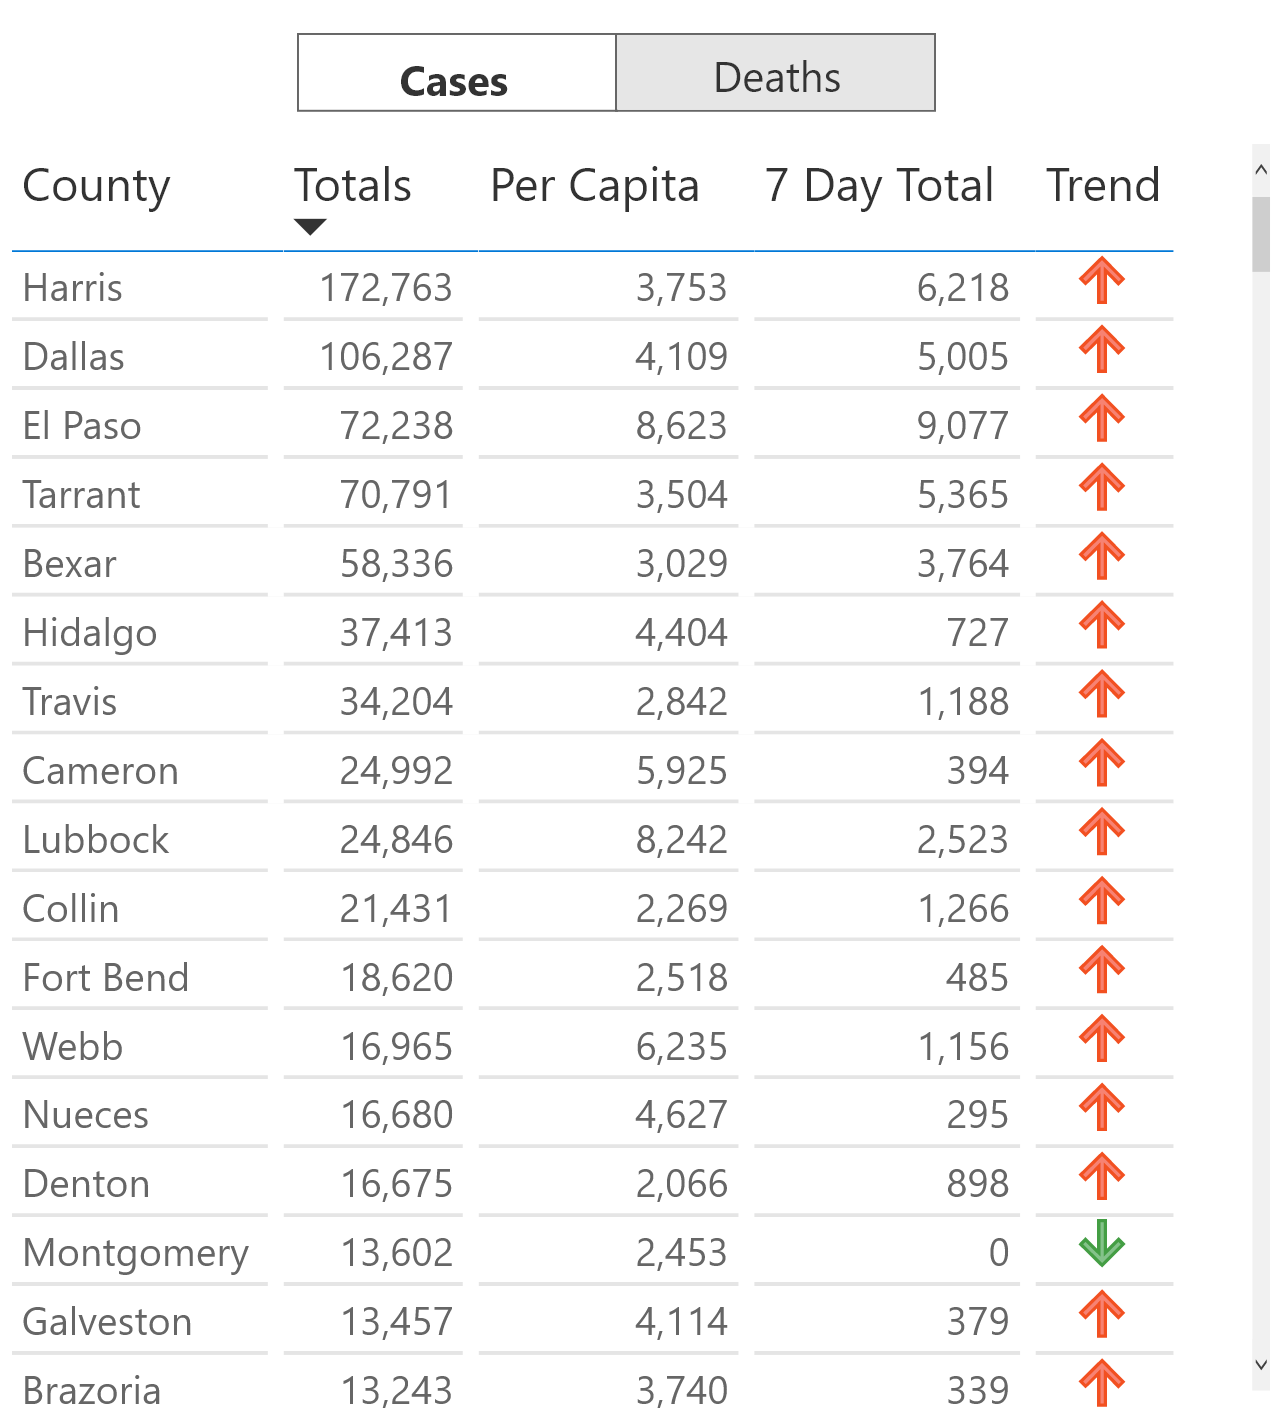 Cases Deaths
County Totals Per Capita 7 Day Total Trend
Harris 172,763 3,753 6,218
Dallas 106,287 4,109 5,005
El Paso 72,238 8,623 9,077
Tarrant 70,791 3,504 5,365
Bexar 58,336 3,029 3,764
Hidalgo 37,413 4,404 727
Travis 34,204 2,842 1,188
Cameron 24,992 5,925 394
Lubbock 24,846 8,242 2,523
Collin 21,431 2,269 1,266
Fort Bend 18,620 2,518 485
Webb 16,965 6,235 1,156
Nueces 16,680 4,627 295
Denton 16,675 2,066 898
Montgomery 13,602 2,453 0
Galveston 13,457 4,114 379
Brazoria 13,243 3,740 339